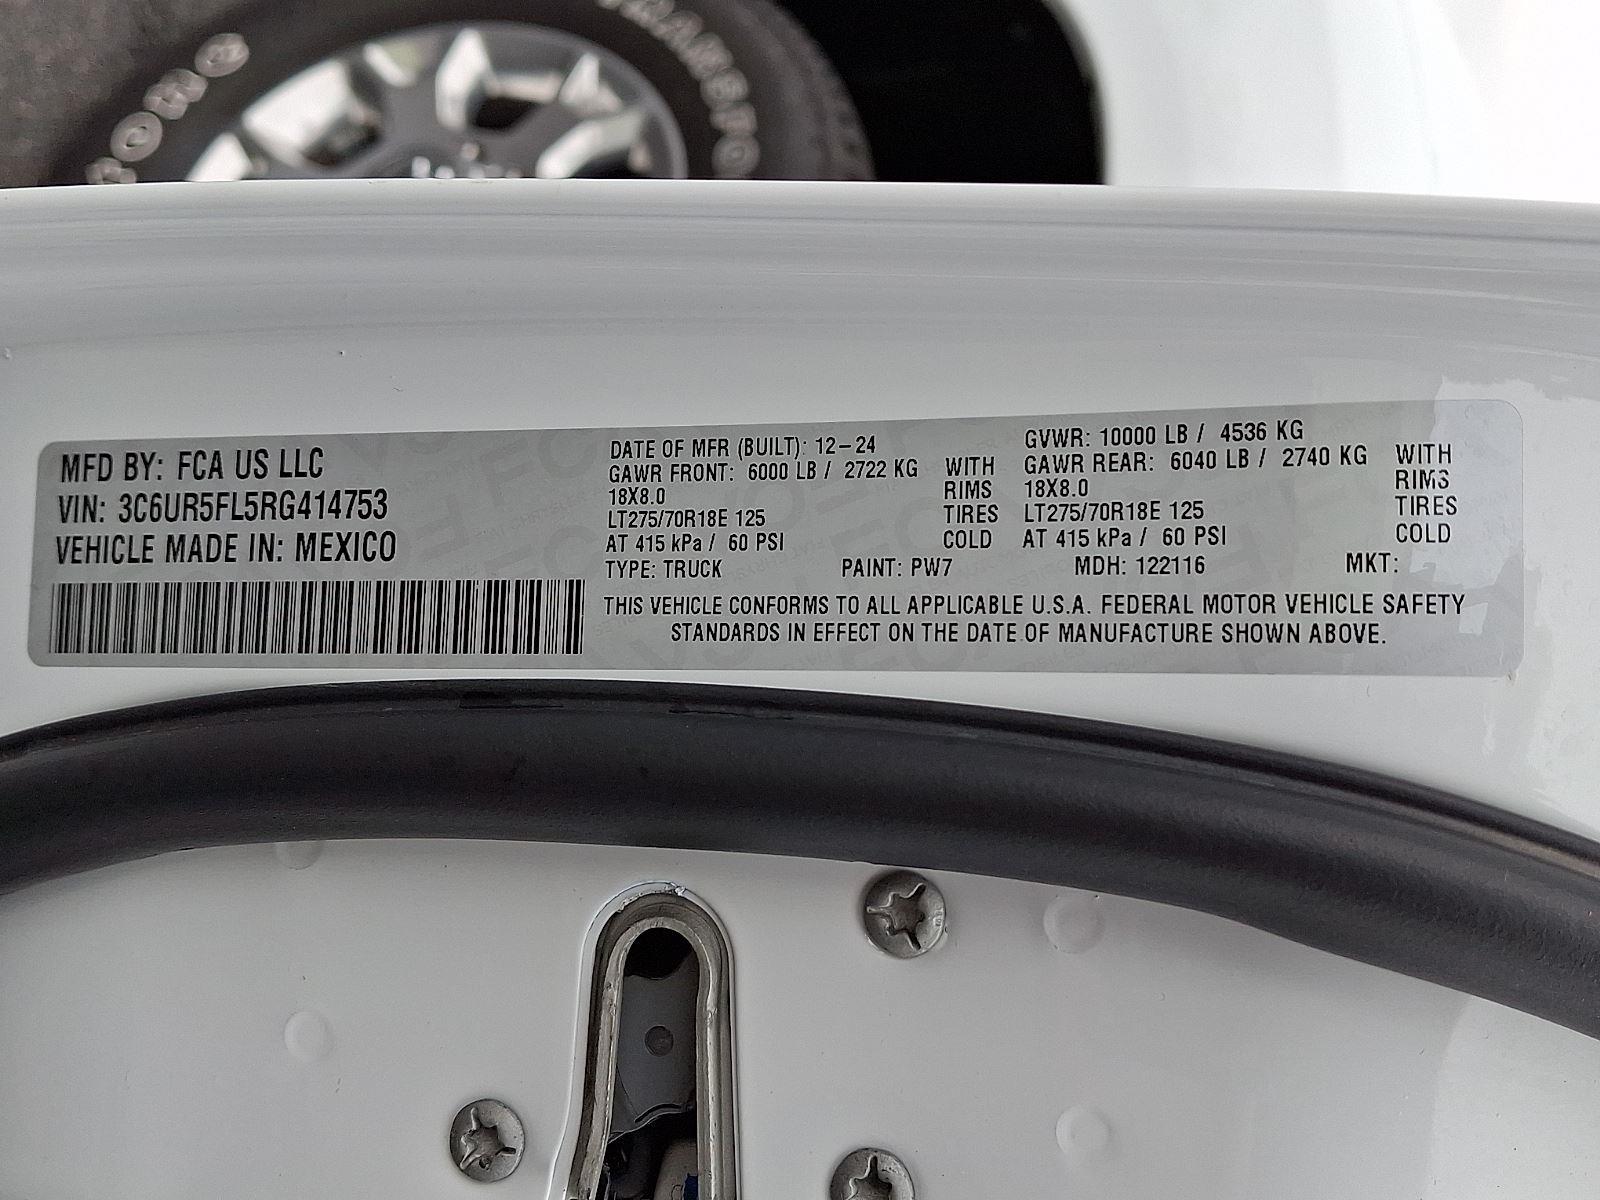 MFD BY: FCA US LLC
VIN: 3C6UR5FL5RG414753
VEHICLE MADE IN: MEXICO
DATE OF MFR (BUILT): 12-24
GAWR FRONT: 6000 LB / 2722 KG WITH
18X8.0 RIMS
LT275/70R18E 125 TIRES
AT 415 kPa / 60 PSI COLD
GVWR: 10000 LB / 4536 KG
GAWR REAR: 6040 LB / 2740 KG WITH
18X8.0 RIMS
LT275/70R18E 125 TIRES
AT 415 kPa / 60 PSI COLD
TYPE: TRUCK PAINT: PW7 MDH: 122116 MKT:
THIS VEHICLE CONFORMS TO ALL APPLICABLE U.S.A. FEDERAL MOTOR VEHICLE SAFETY
STANDARDS IN EFFECT ON THE DATE OF MANUFACTURE SHOWN ABOVE.